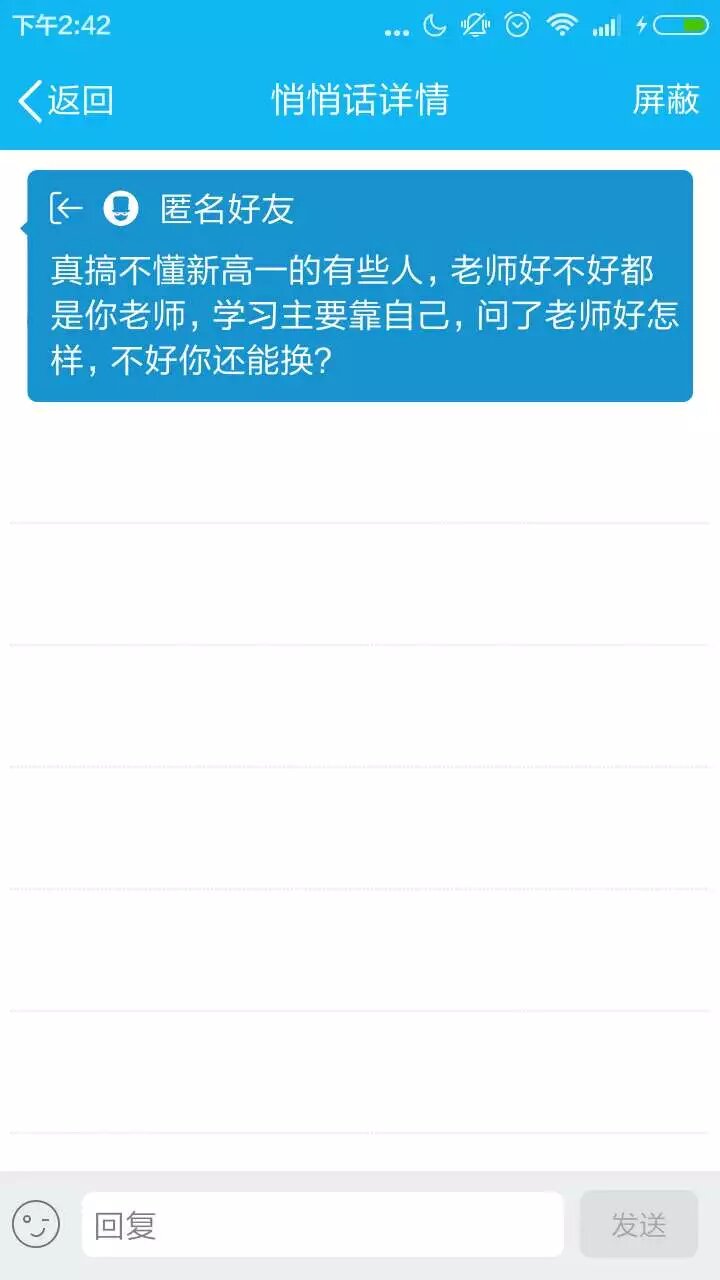 下午2:42
返回
悄悄话详情
屏蔽
匿名好友
真搞不懂新高一的有些人，老师好不好都
是你老师，学习主要靠自己，问了老师好怎
样，不好你还能换？
回复
发送